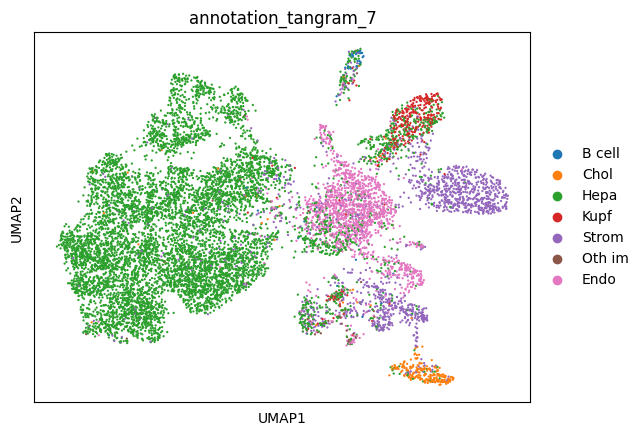 annotation_tangram_7
UMAP2
UMAP1
B cell
Chol
Hepa
Kupf
Strom
Oth im
Endo